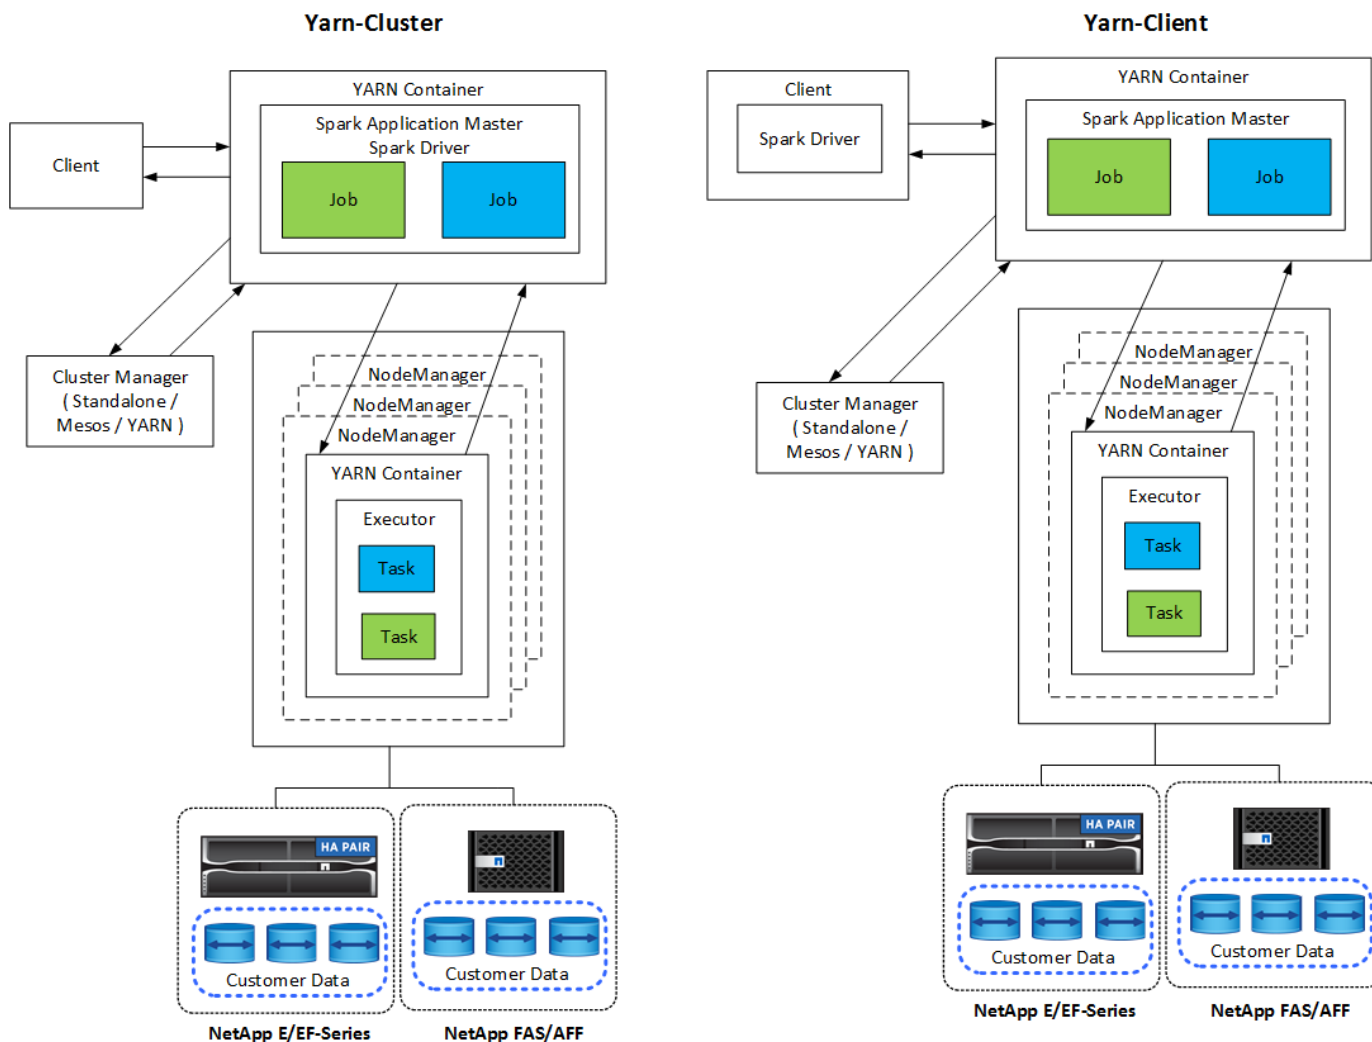 Yarn-Cluster
YARN Container
Spark Application Master
Spark Driver
Job
Job
Client
Cluster Manager
( Standalone /
Mesos / YARN )
NodeManager
NodeManager
NodeManager
YARN Container
Executor
Task
Task
HA PAIR
Customer Data
Customer Data
NetApp E/EF-Series
NetApp FAS/AFF
Yarn-Client
YARN Container
Client
Spark Driver
Spark Application Master
Job
Job
Cluster Manager
( Standalone /
Mesos / YARN )
NodeManager
NodeManager
NodeManager
YARN Container
Executor
Task
Task
HA PAIR
Customer Data
Customer Data
NetApp E/EF-Series
NetApp FAS/AFF